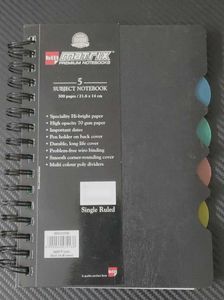 matrix
PREMIUM NOTEBOOKS
5
SUBJECT NOTEBOOK
300 pages / 21.6 x 14 cm
• Speciality Hi-bright paper
• High opacity 70 gsm paper
• Important dates
• Pen holder on back cover
• Durable, long life cover
• Problem-free wire binding
• Smooth corner-rounding cover
• Multi colour poly dividers
Single Ruled